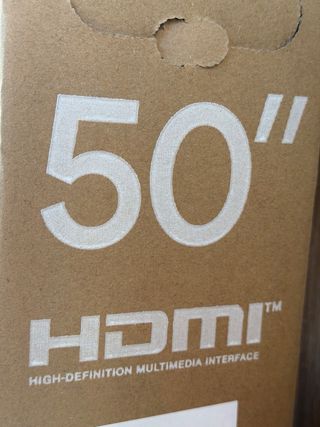 50"
HDMI™
HIGH-DEFINITION MULTIMEDIA INTERFACE